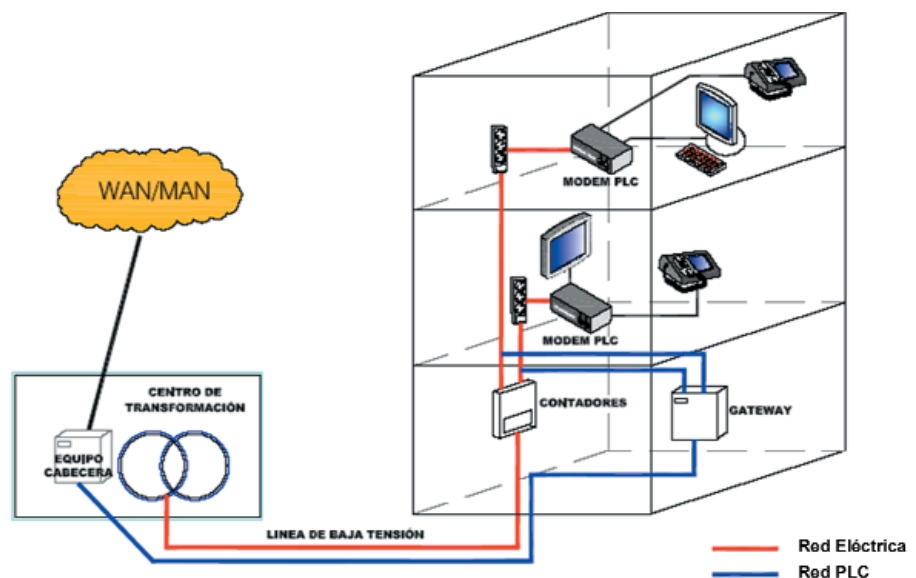 WAN/MAN
CENTRO DE
TRANSFORMACIÓN
EQUIPO
CABECERA
LINEA DE BAJA TENSIÓN
MODEM PLC
MODEM PLC
CONTADORES
GATEWAY
Red Eléctrica
Red PLC